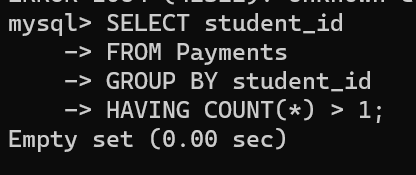 mysql> SELECT student_id
    -> FROM Payments
    -> GROUP BY student_id
    -> HAVING COUNT(*) > 1;
Empty set (0.00 sec)